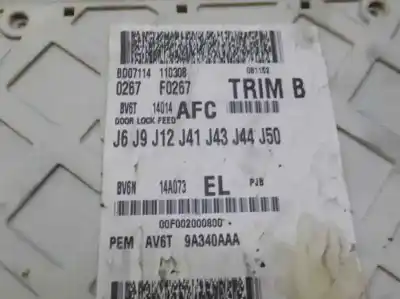 BD07114 110308 081152
0267 F0267 TRIM B
BV6T 14014 AFC
DOOR LOCK FEED
J6 J9 J12 J41 J43 J44 J50
BV6N 14A073 EL PJB
00F002000800
PEM AV6T 9A340AAA